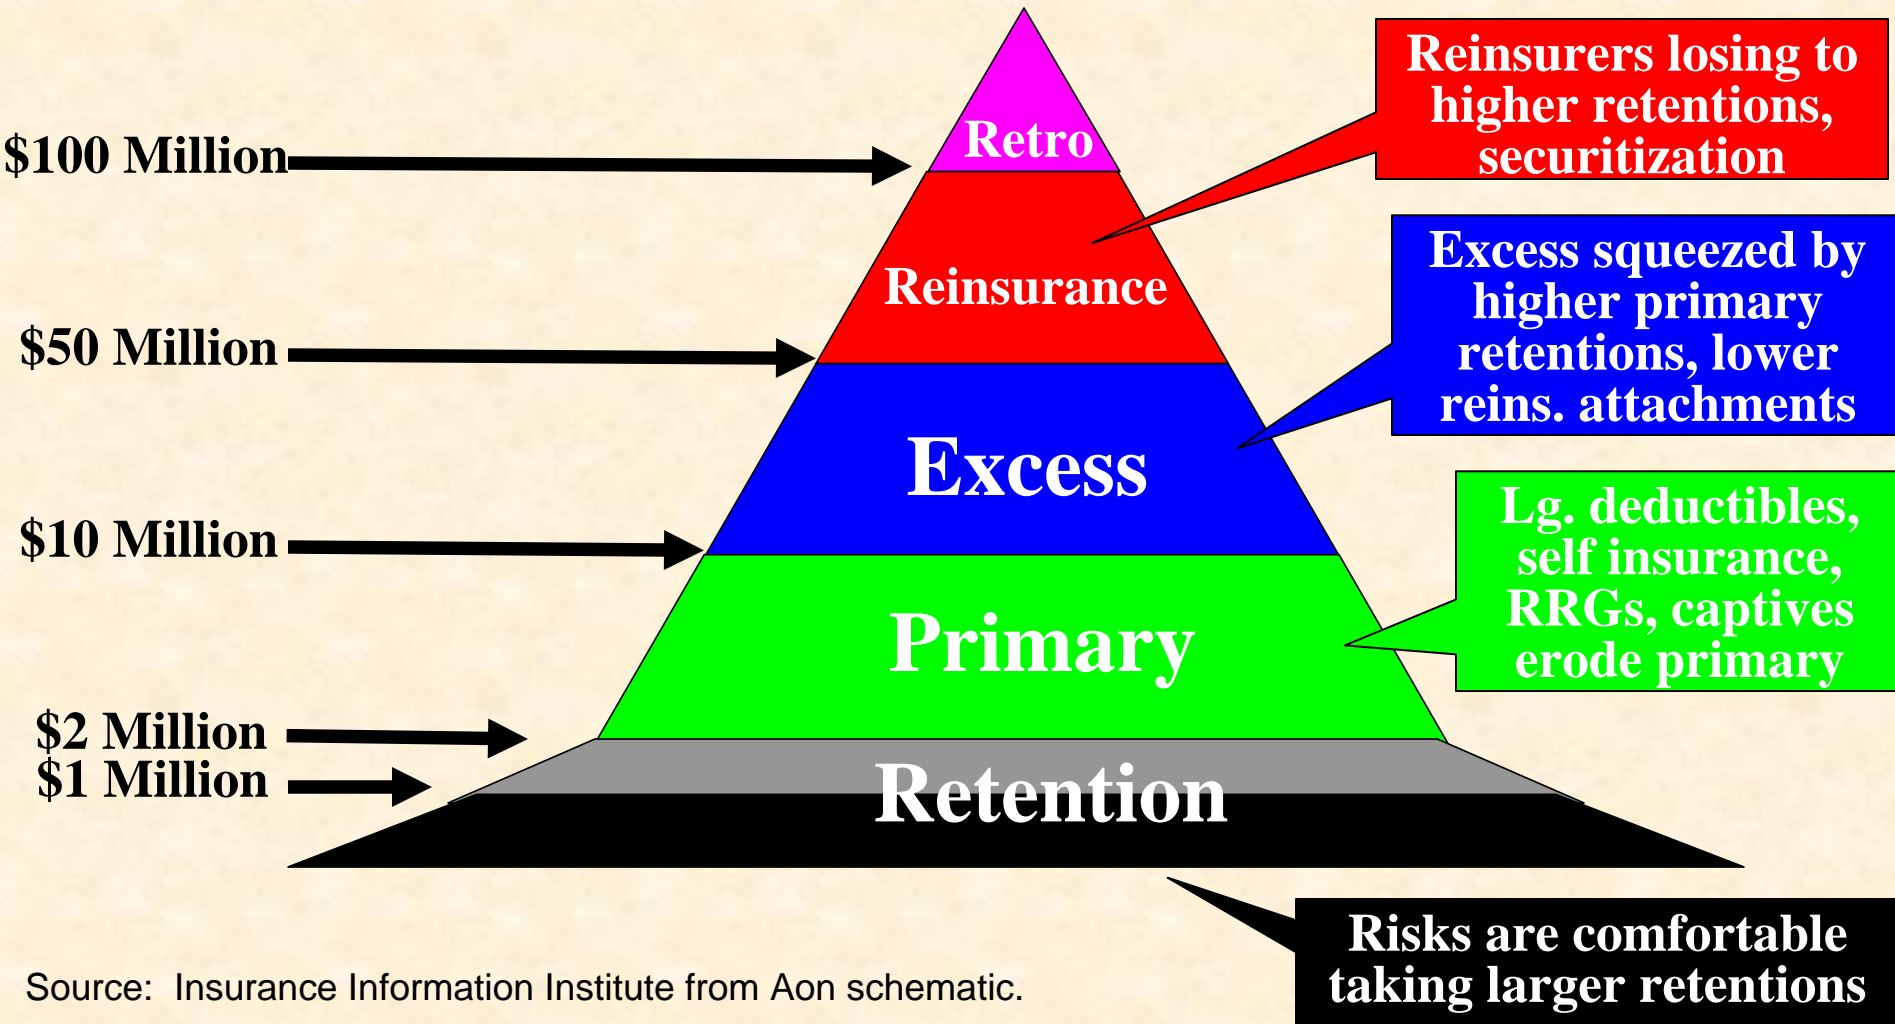 Retro
Reinsurers losing to
higher retentions,
securitization
$100 Million
Reinsurance
Excess squeezed by
higher primary
retentions, lower
reins. attachments
$50 Million
Excess
Lg. deductibles,
self insurance,
RRGs, captives
erode primary
$10 Million
Primary
$2 Million
$1 Million
Retention
Risks are comfortable
taking larger retentions
Source: Insurance Information Institute from Aon schematic.